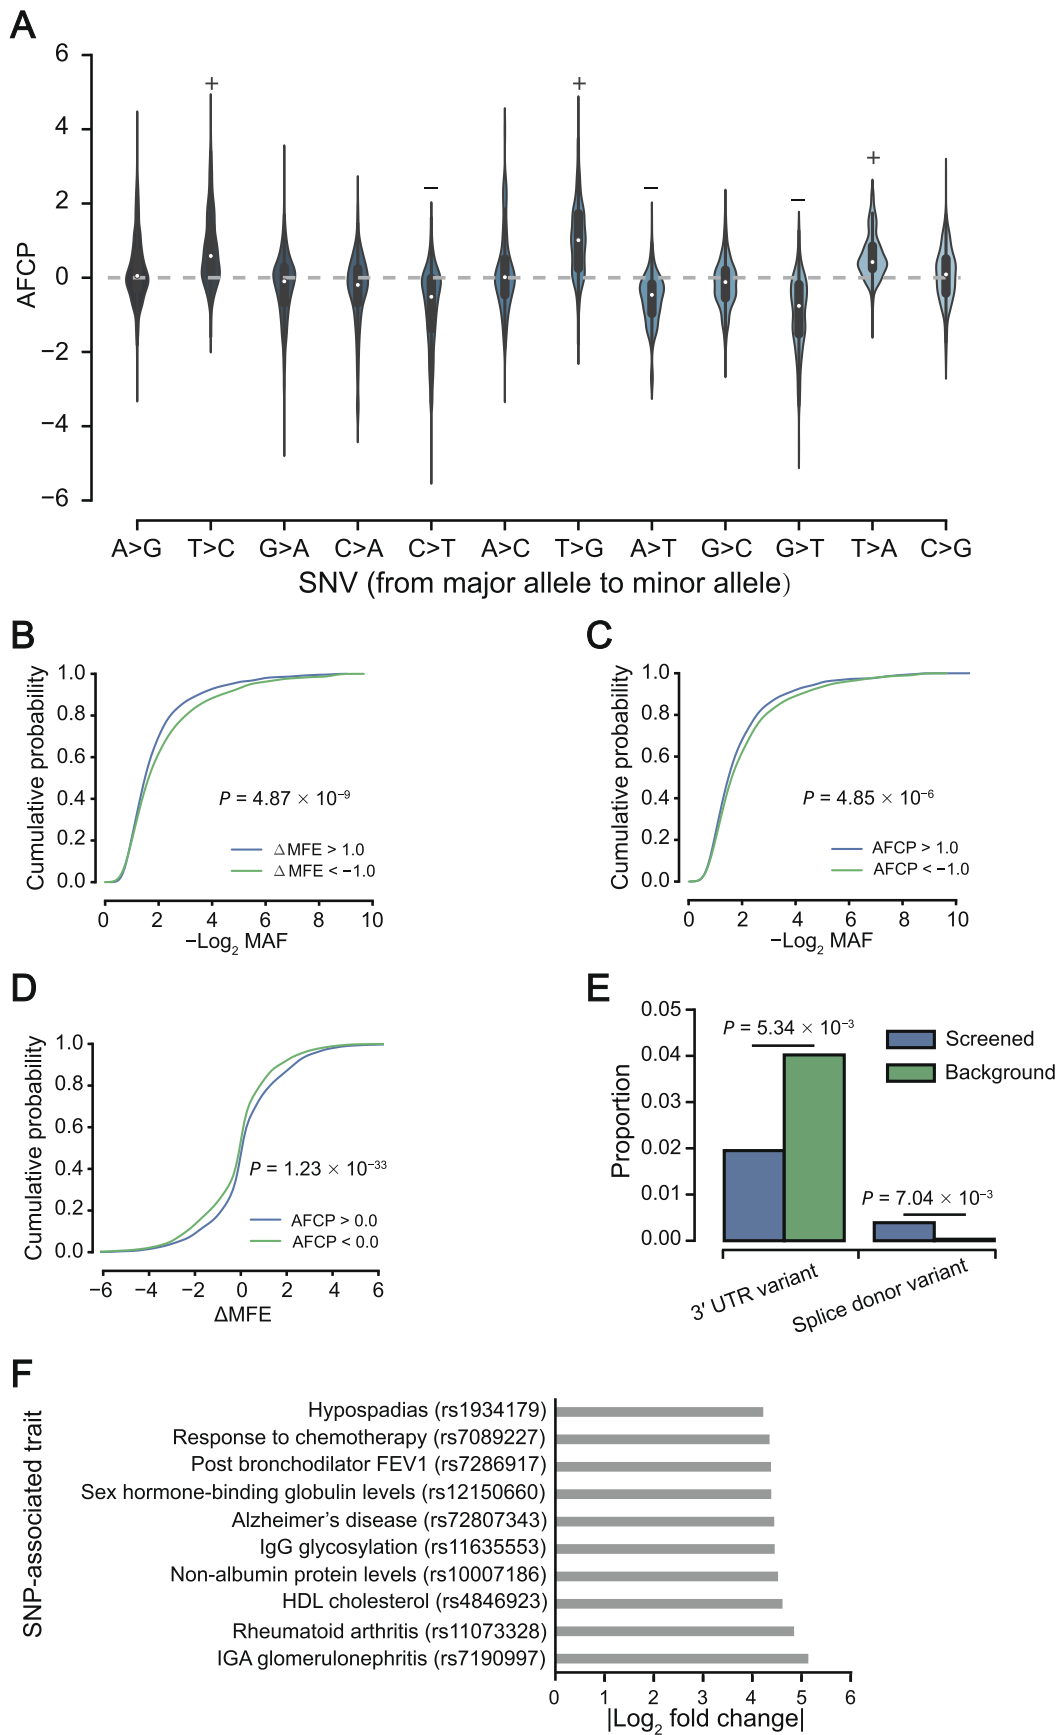 A
6
4
2
0
−2
−4
−6
AFCP
+
+
−
−
−
+
A>G T>C G>A C>A C>T A>C T>G A>T G>C G>T T>A C>G
SNV (from major allele to minor allele)
B
1.0
0.8
0.6
0.4
0.2
0.0
Cumulative probability
P = 4.87 × 10⁻⁹
ΔMFE > 1.0
ΔMFE < −1.0
0 2 4 6 8 10
−Log₂ MAF
C
1.0
0.8
0.6
0.4
0.2
0.0
Cumulative probability
P = 4.85 × 10⁻⁶
AFCP > 1.0
AFCP < −1.0
0 2 4 6 8 10
−Log₂ MAF
D
1.0
0.8
0.6
0.4
0.2
0.0
Cumulative probability
P = 1.23 × 10⁻³³
AFCP > 0.0
AFCP < 0.0
−6 −4 −2 0 2 4 6
ΔMFE
E
0.05
0.04
0.03
0.02
0.01
0.00
Proportion
P = 5.34 × 10⁻³
Screened
Background
P = 7.04 × 10⁻³
3′ UTR variant
Splice donor variant
F
SNP-associated trait
Hypospadias (rs1934179)
Response to chemotherapy (rs7089227)
Post bronchodilator FEV1 (rs7286917)
Sex hormone-binding globulin levels (rs12150660)
Alzheimer’s disease (rs72807343)
IgG glycosylation (rs11635553)
Non-albumin protein levels (rs10007186)
HDL cholesterol (rs4846923)
Rheumatoid arthritis (rs11073328)
IGA glomerulonephritis (rs7190997)
0 1 2 3 4 5 6
|Log₂ fold change|